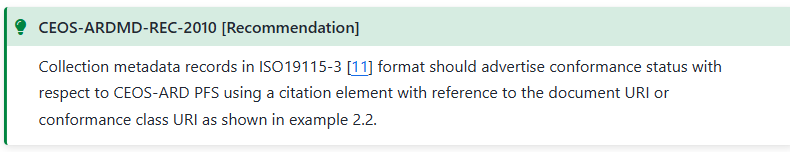 CEOS-ARDMD-REC-2010 [Recommendation]
Collection metadata records in ISO19115-3 [11] format should advertise conformance status with
respect to CEOS-ARD PFS using a citation element with reference to the document URI or
conformance class URI as shown in example 2.2.